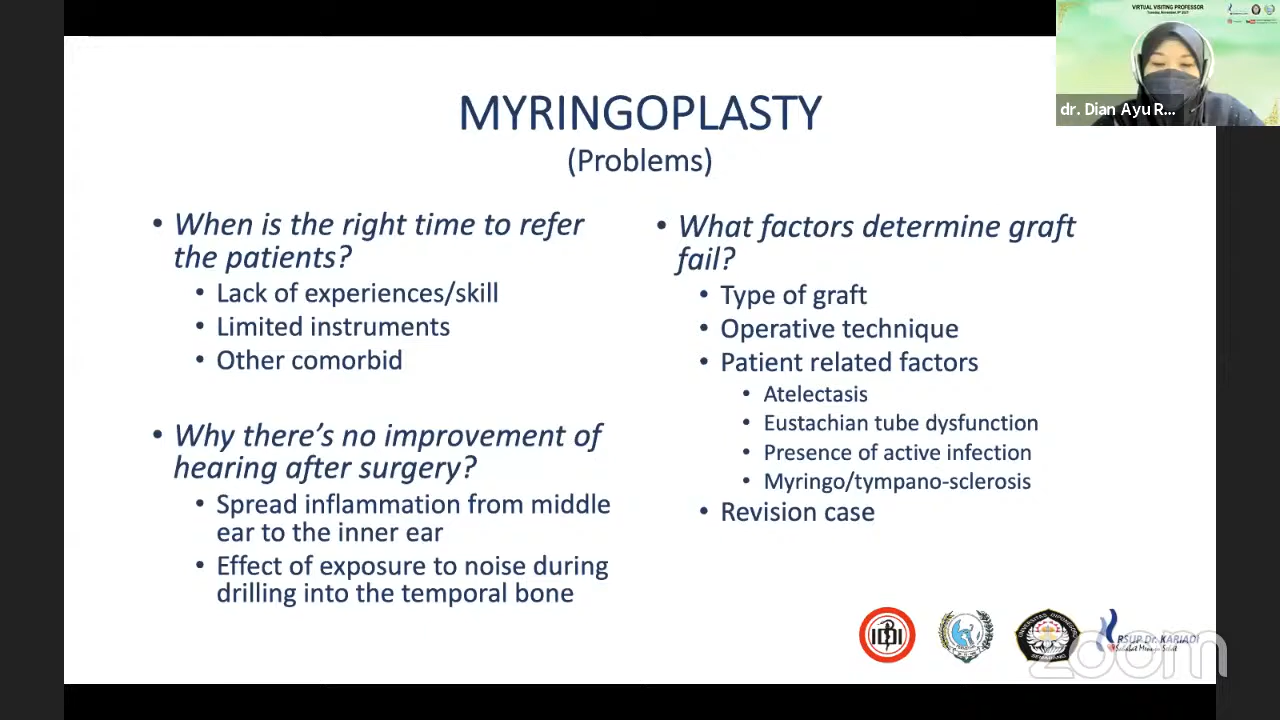 VIRTUAL VISITING PROFESSOR
dr. Dian Ayu R...
MYRINGOPLASTY
(Problems)
• When is the right time to refer
the patients?
• Lack of experiences/skill
• Limited instruments
• Other comorbid
• Why there's no improvement of
hearing after surgery?
• Spread inflammation from middle
ear to the inner ear
• Effect of exposure to noise during
drilling into the temporal bone
• What factors determine graft
fail?
• Type of graft
• Operative technique
• Patient related factors
• Atelectasis
• Eustachian tube dysfunction
• Presence of active infection
• Myringo/tympano-sclerosis
• Revision case
RSUP Dr. KARIADI
zoom